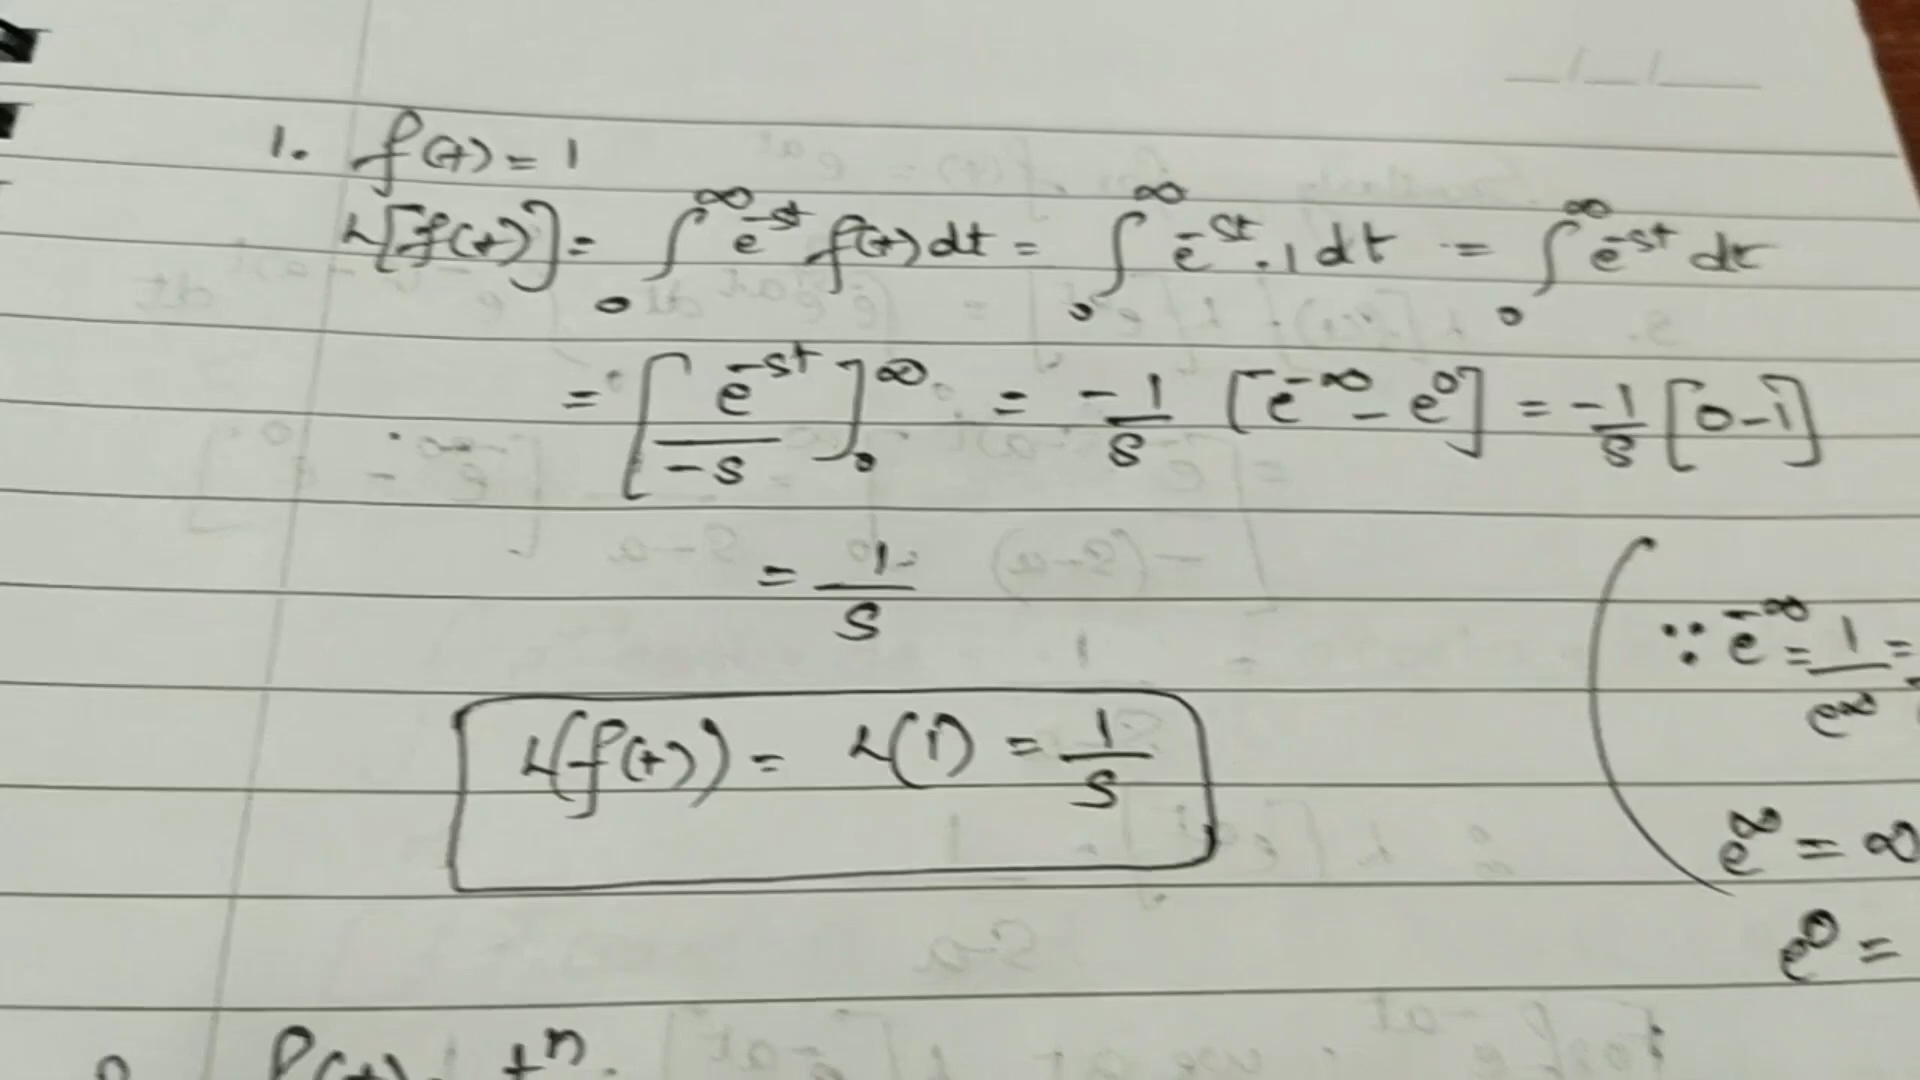 1. f(t) = 1
L[f(t)] = ∫₀^∞ e^{-st} f(t) dt = ∫₀^∞ e^{-st} . 1 dt = ∫₀^∞ e^{-st} dt
= [e^{-st}/-s]₀^∞ = -1/s [e^{-∞} - e^0] = -1/s [0-1]
= 1/s
∵ e^{-∞} = 1/e^∞ =
L(f(t)) = L(1) = 1/s
e^∞ = ∞
e^0 =
f(t) t^n